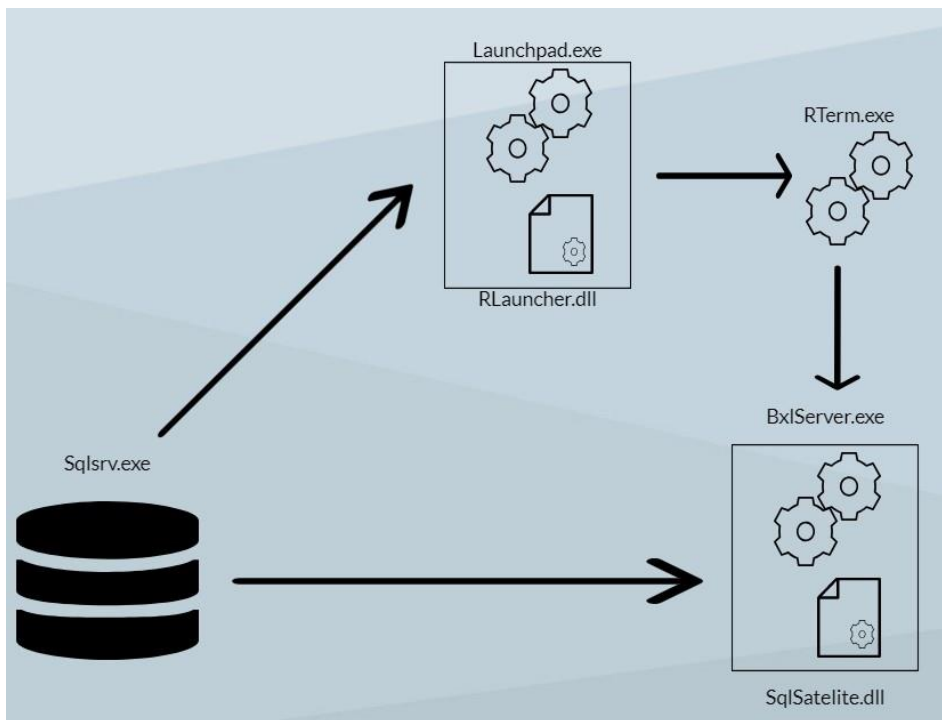 Launchpad.exe
RTerm.exe
RLauncher.dll
BxlServer.exe
Sqlsrv.exe
SqlSatelite.dll